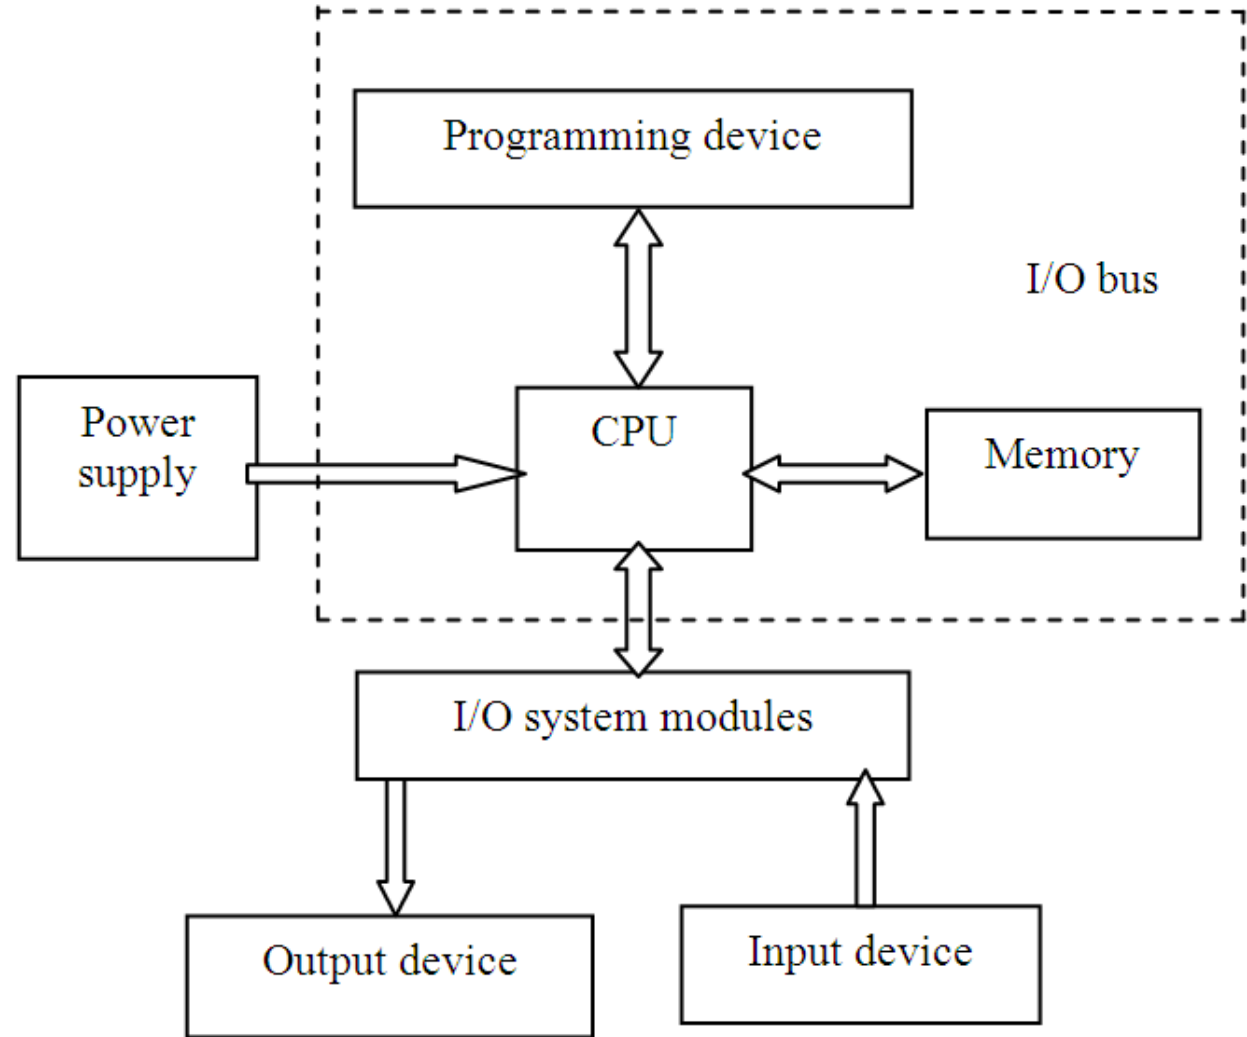 Programming device
I/O bus
Power
supply
CPU
Memory
I/O system modules
Output device
Input device